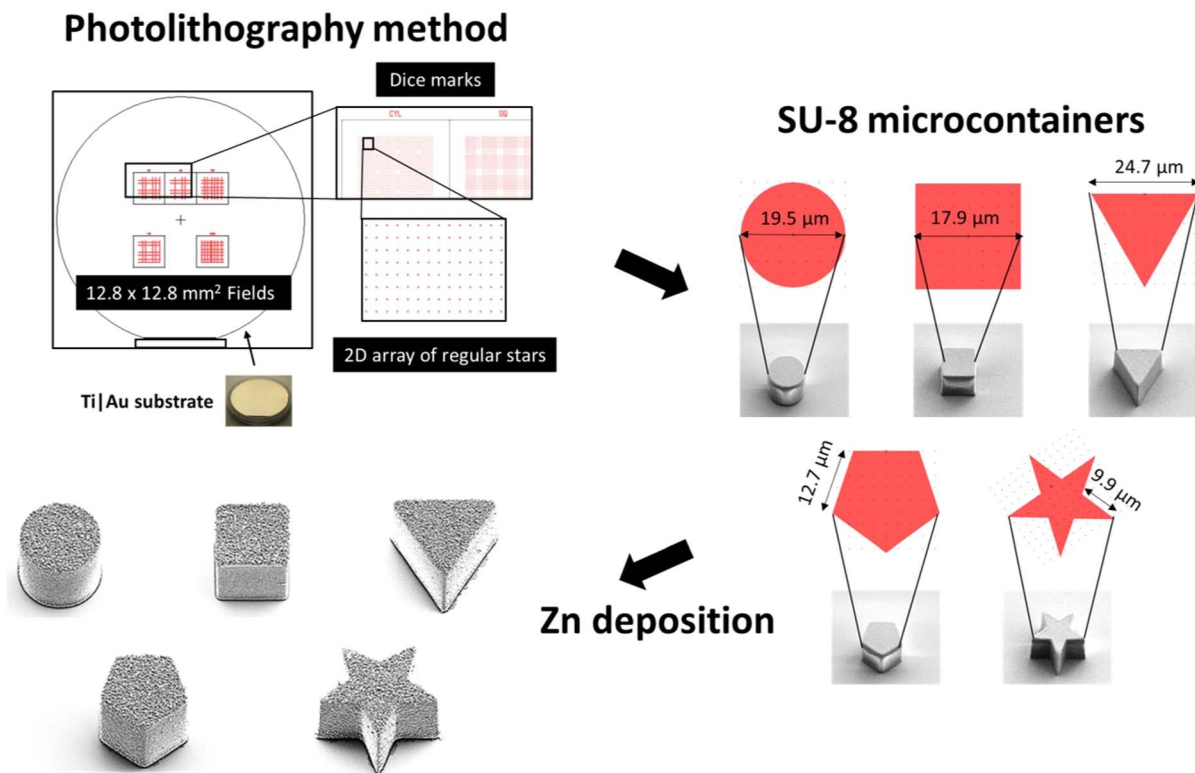 Photolithography method
Dice marks
CYL
SQ
12.8 x 12.8 mm² Fields
2D array of regular stars
Ti|Au substrate
SU-8 microcontainers
19.5 µm
17.9 µm
24.7 µm
12.7 µm
9.9 µm
Zn deposition